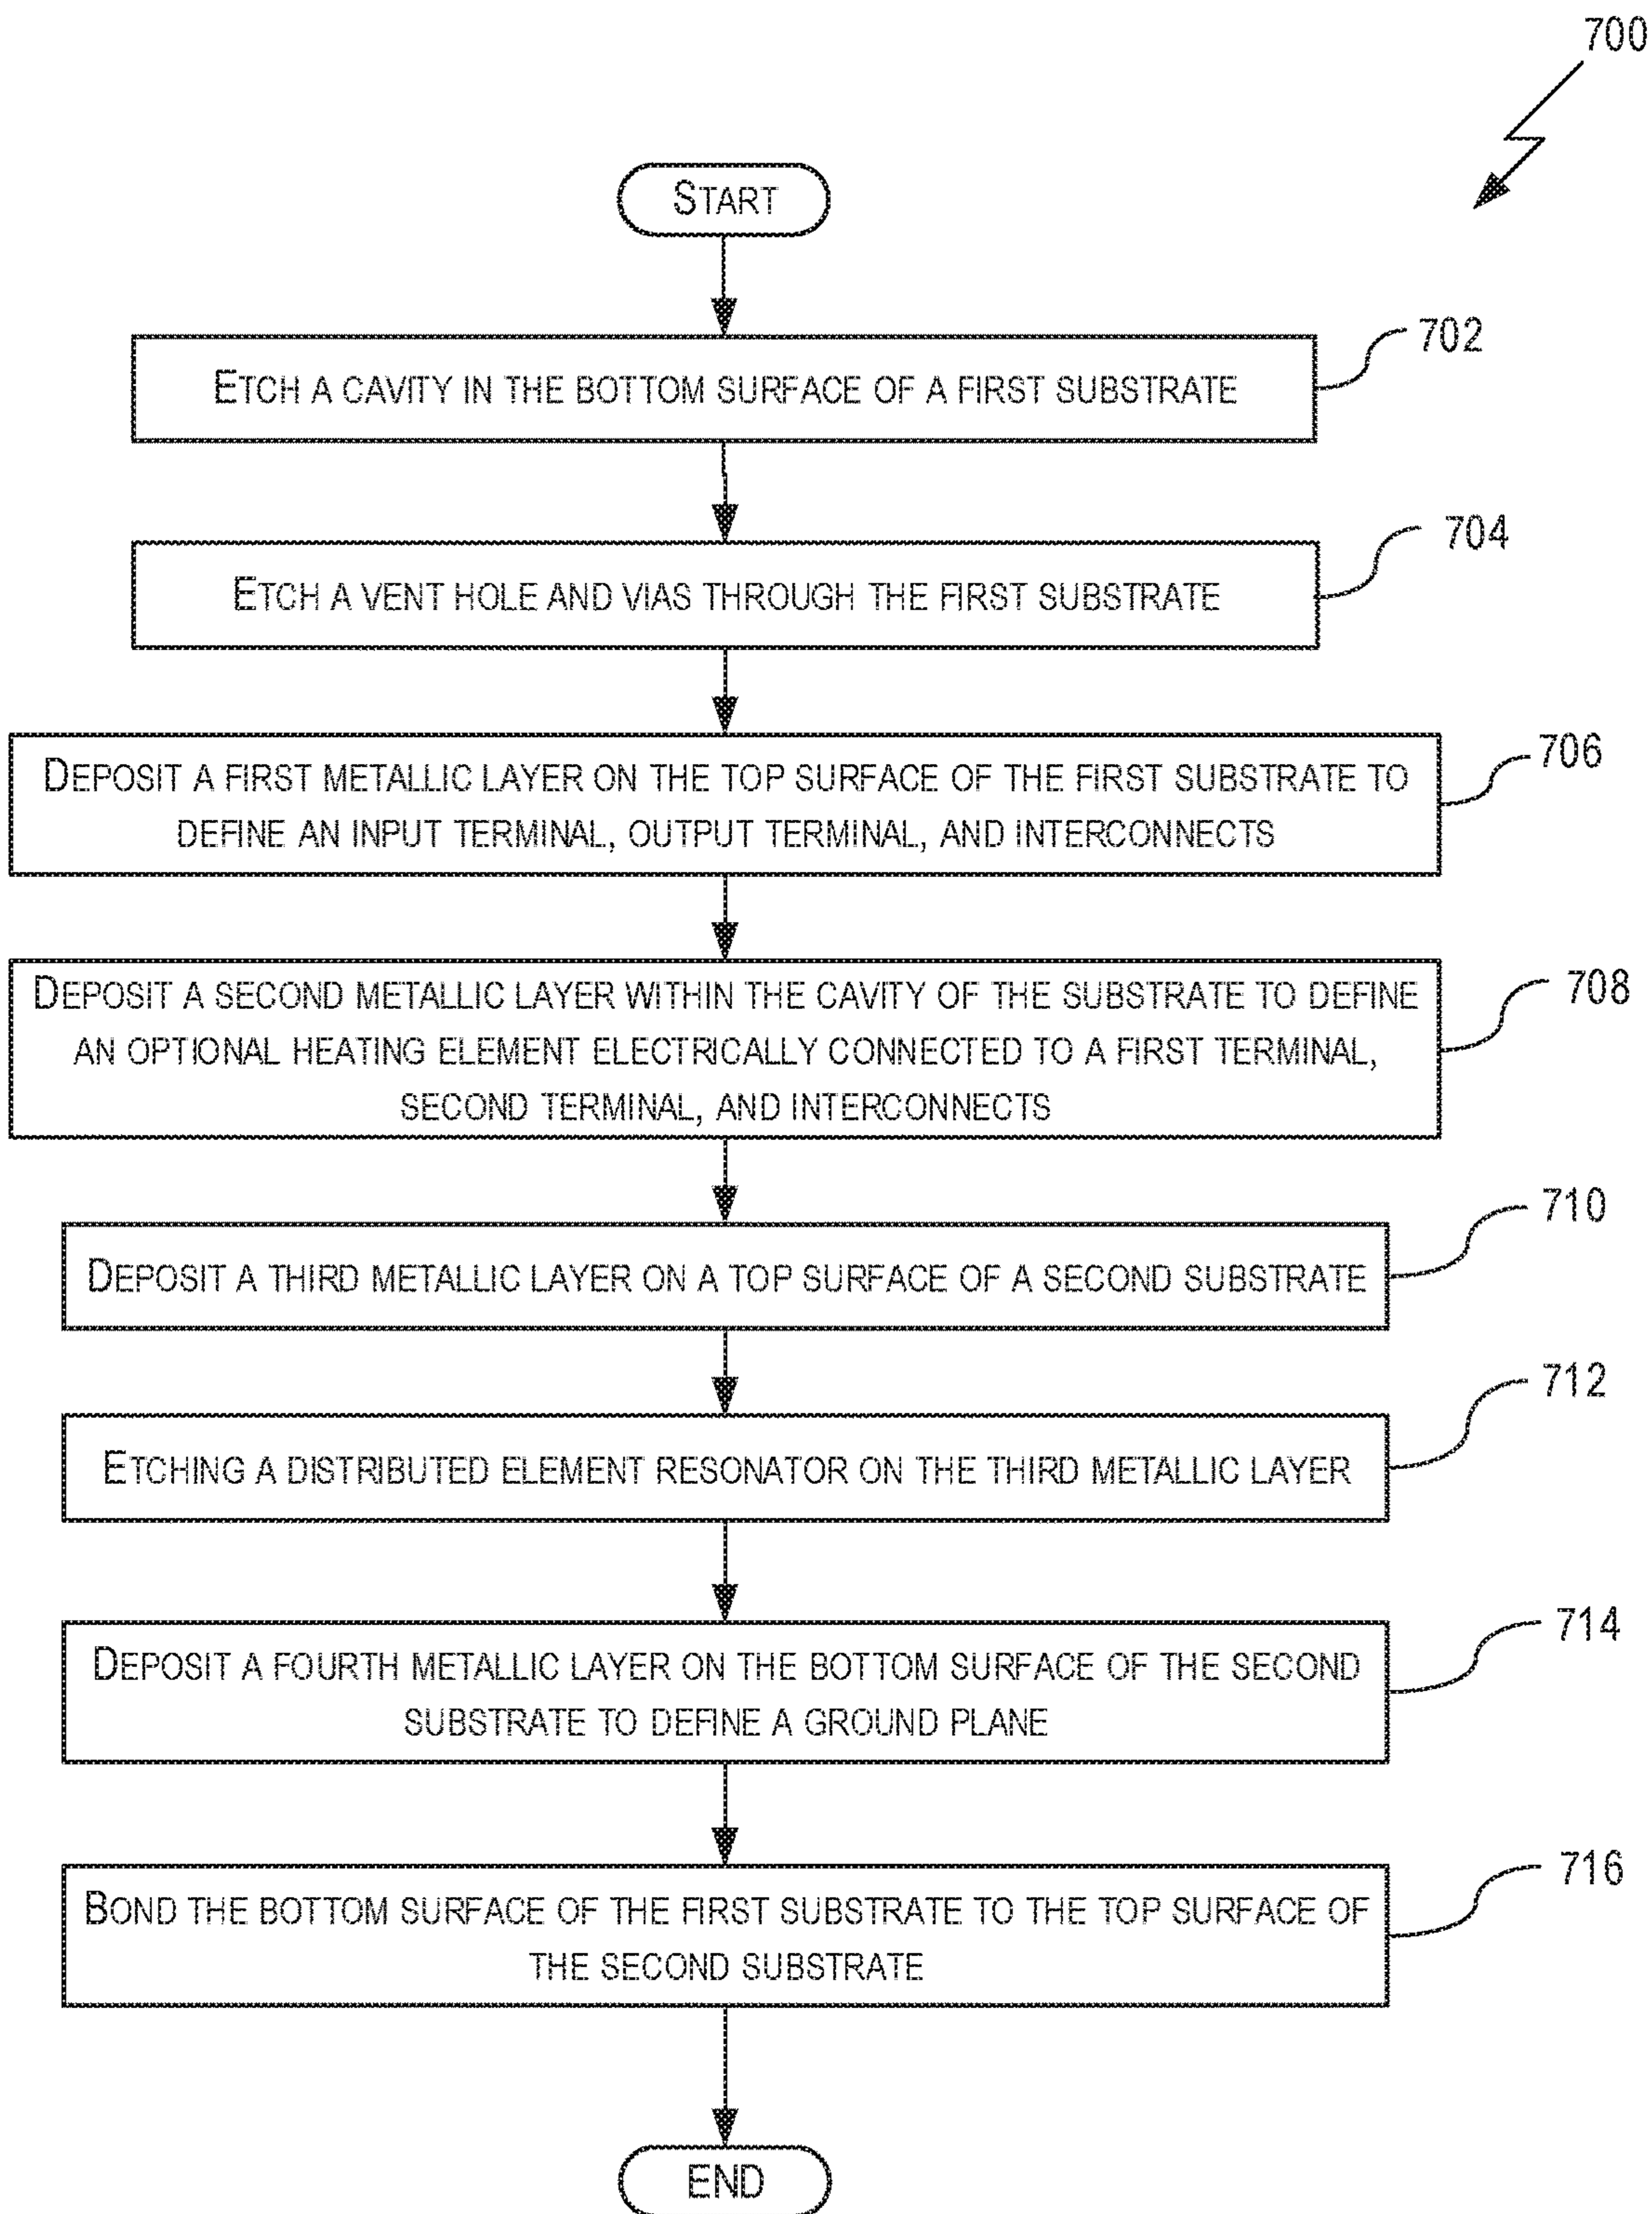 700
START
702
ETCH A CAVITY IN THE BOTTOM SURFACE OF A FIRST SUBSTRATE
704
ETCH A VENT HOLE AND VIAS THROUGH THE FIRST SUBSTRATE
706
DEPOSIT A FIRST METALLIC LAYER ON THE TOP SURFACE OF THE FIRST SUBSTRATE TO
DEFINE AN INPUT TERMINAL, OUTPUT TERMINAL, AND INTERCONNECTS
708
DEPOSIT A SECOND METALLIC LAYER WITHIN THE CAVITY OF THE SUBSTRATE TO DEFINE
AN OPTIONAL HEATING ELEMENT ELECTRICALLY CONNECTED TO A FIRST TERMINAL,
SECOND TERMINAL, AND INTERCONNECTS
710
DEPOSIT A THIRD METALLIC LAYER ON A TOP SURFACE OF A SECOND SUBSTRATE
712
ETCHING A DISTRIBUTED ELEMENT RESONATOR ON THE THIRD METALLIC LAYER
714
DEPOSIT A FOURTH METALLIC LAYER ON THE BOTTOM SURFACE OF THE SECOND
SUBSTRATE TO DEFINE A GROUND PLANE
716
BOND THE BOTTOM SURFACE OF THE FIRST SUBSTRATE TO THE TOP SURFACE OF
THE SECOND SUBSTRATE
END